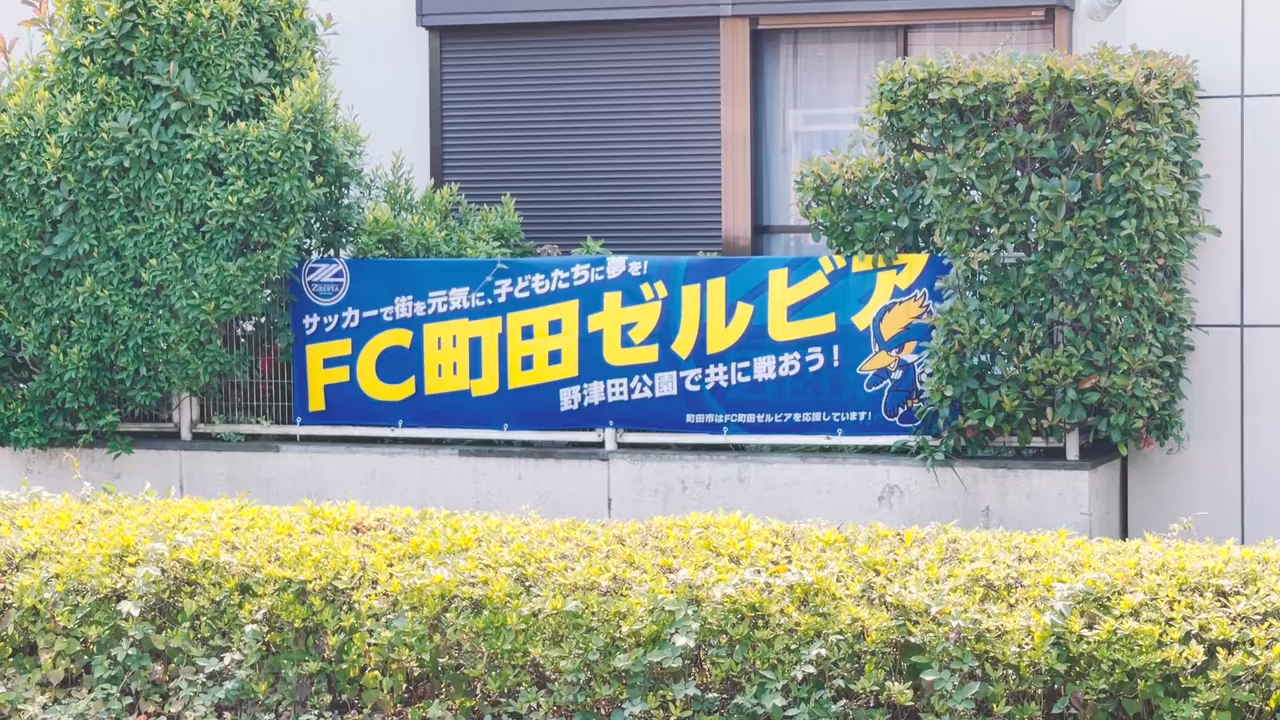 ZELVIA
サッカーで街を元気に、子どもたちに夢を!
FC町田ゼルビア
野津田公園で共に戦おう!
町田市はFC町田ゼルビアを応援しています!